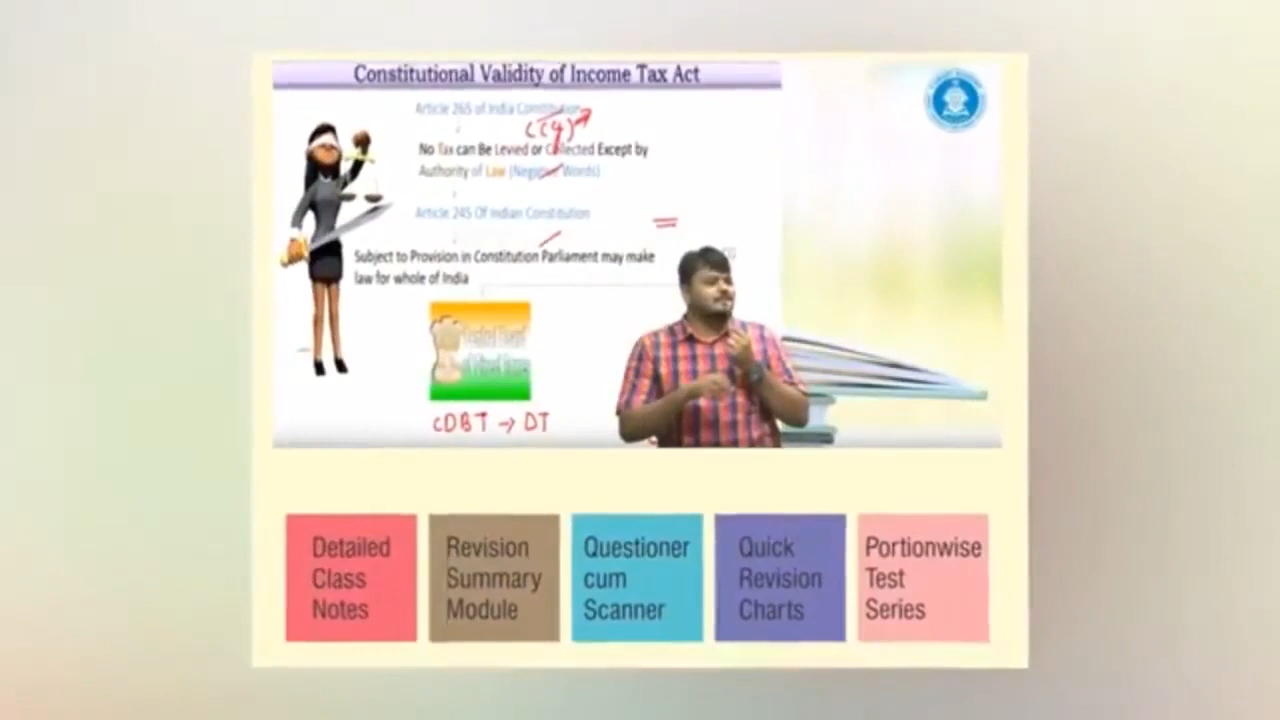 Constitutional Validity of Income Tax Act
Article 265 of India Constitution
No Tax can Be Levied or Collected Except by
Authority of Law (Negative Words)
Article 245 Of Indian Constitution
Subject to Provision in Constitution Parliament may make
law for whole of India
CDBT → DT
Detailed
Class
Notes
Revision
Summary
Module
Questioner
cum
Scanner
Quick
Revision
Charts
Portionwise
Test
Series